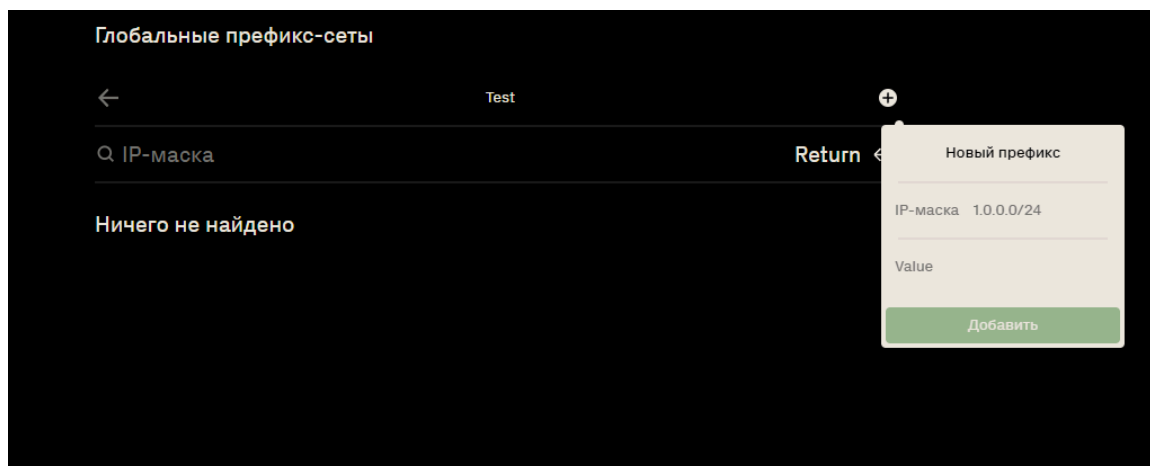 Глобальные префикс-сеты
Test
IP-маска Return
Ничего не найдено
Новый префикс
IP-маска 1.0.0.0/24
Value
Добавить